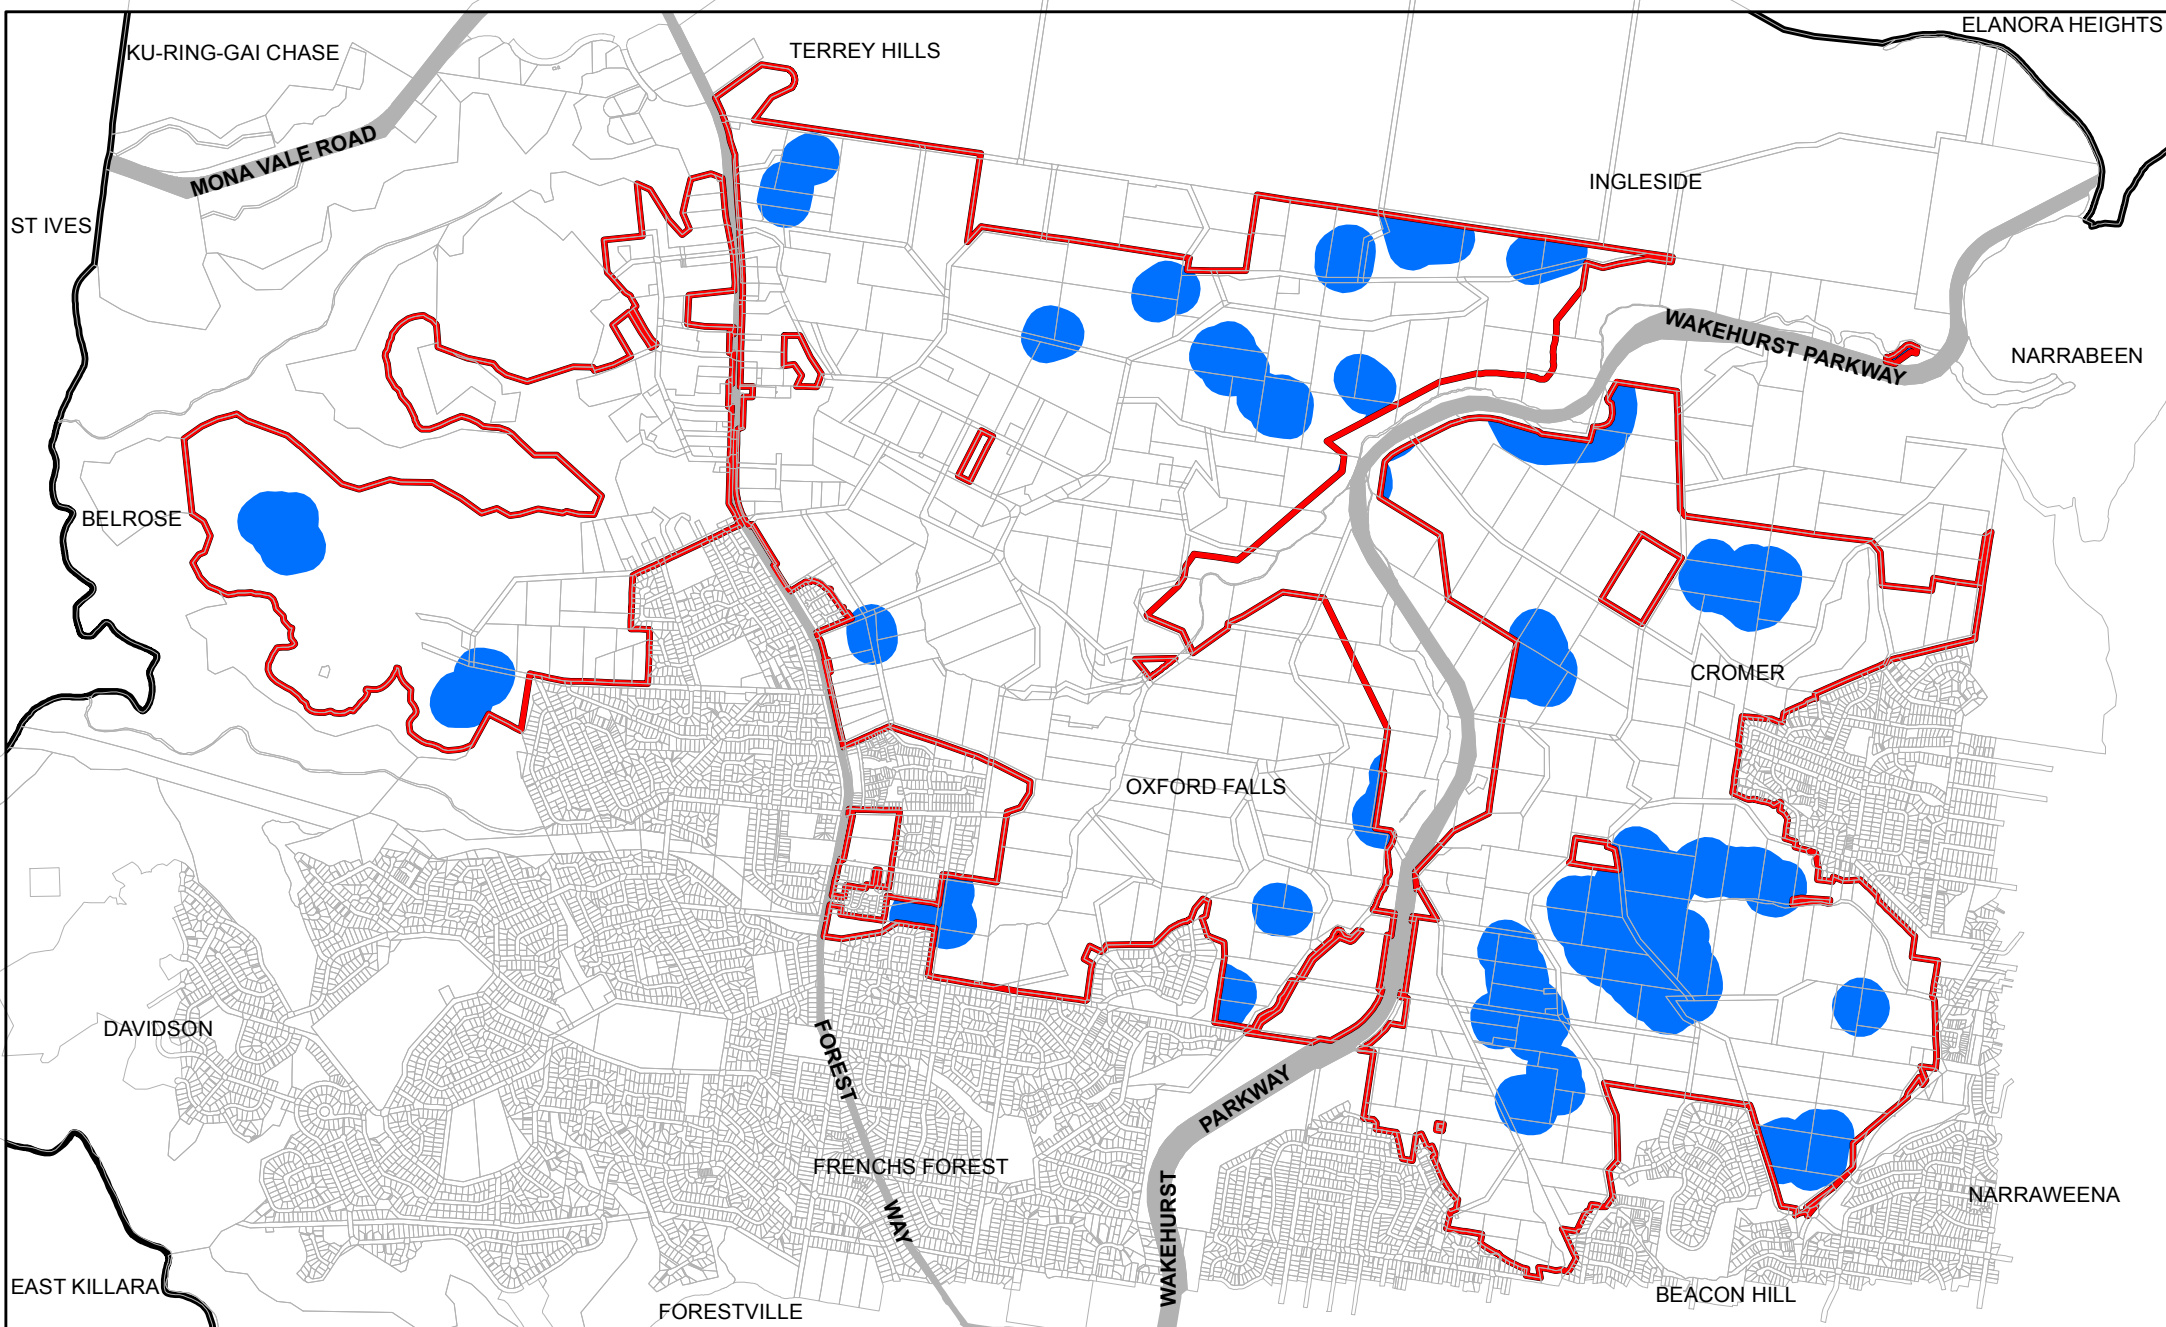 ELANORA HEIGHTS
KU-RING-GAI CHASE
TERREY HILLS
MONA VALE ROAD
INGLESIDE
ST IVES
WAKEHURST PARKWAY
NARRABEEN
BELROSE
CROMER
OXFORD FALLS
DAVIDSON
FOREST
WAY
PARKWAY
WAKEHURST
FRENCHS FOREST
NARRAWEENA
EAST KILLARA
BEACON HILL
FORESTVILLE